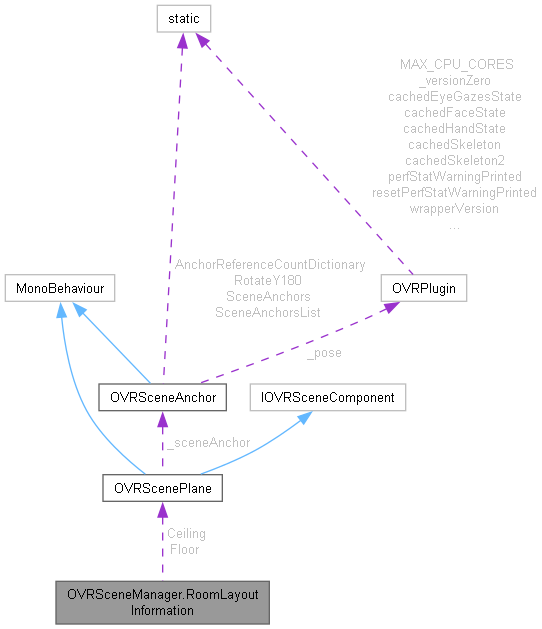 static
MAX_CPU_CORES
_versionZero
cachedEyeGazesState
cachedFaceState
cachedHandState
cachedSkeleton
cachedSkeleton2
perfStatWarningPrinted
resetPerfStatWarningPrinted
wrapperVersion
...
AnchorReferenceCountDictionary
RotateY180
SceneAnchors
SceneAnchorsList
MonoBehaviour
OVRPlugin
_pose
OVRSceneAnchor
IOVRSceneComponent
_sceneAnchor
OVRScenePlane
Ceiling
Floor
OVRSceneManager.RoomLayout
Information